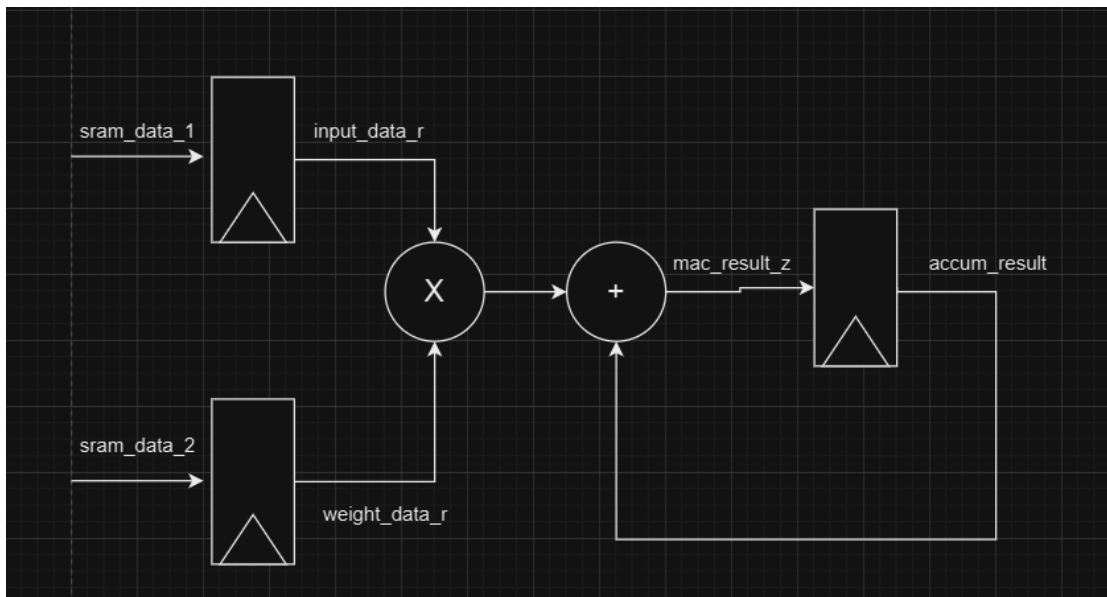 sram_data_1
input_data_r
X
+
mac_result_z
accum_result
sram_data_2
weight_data_r